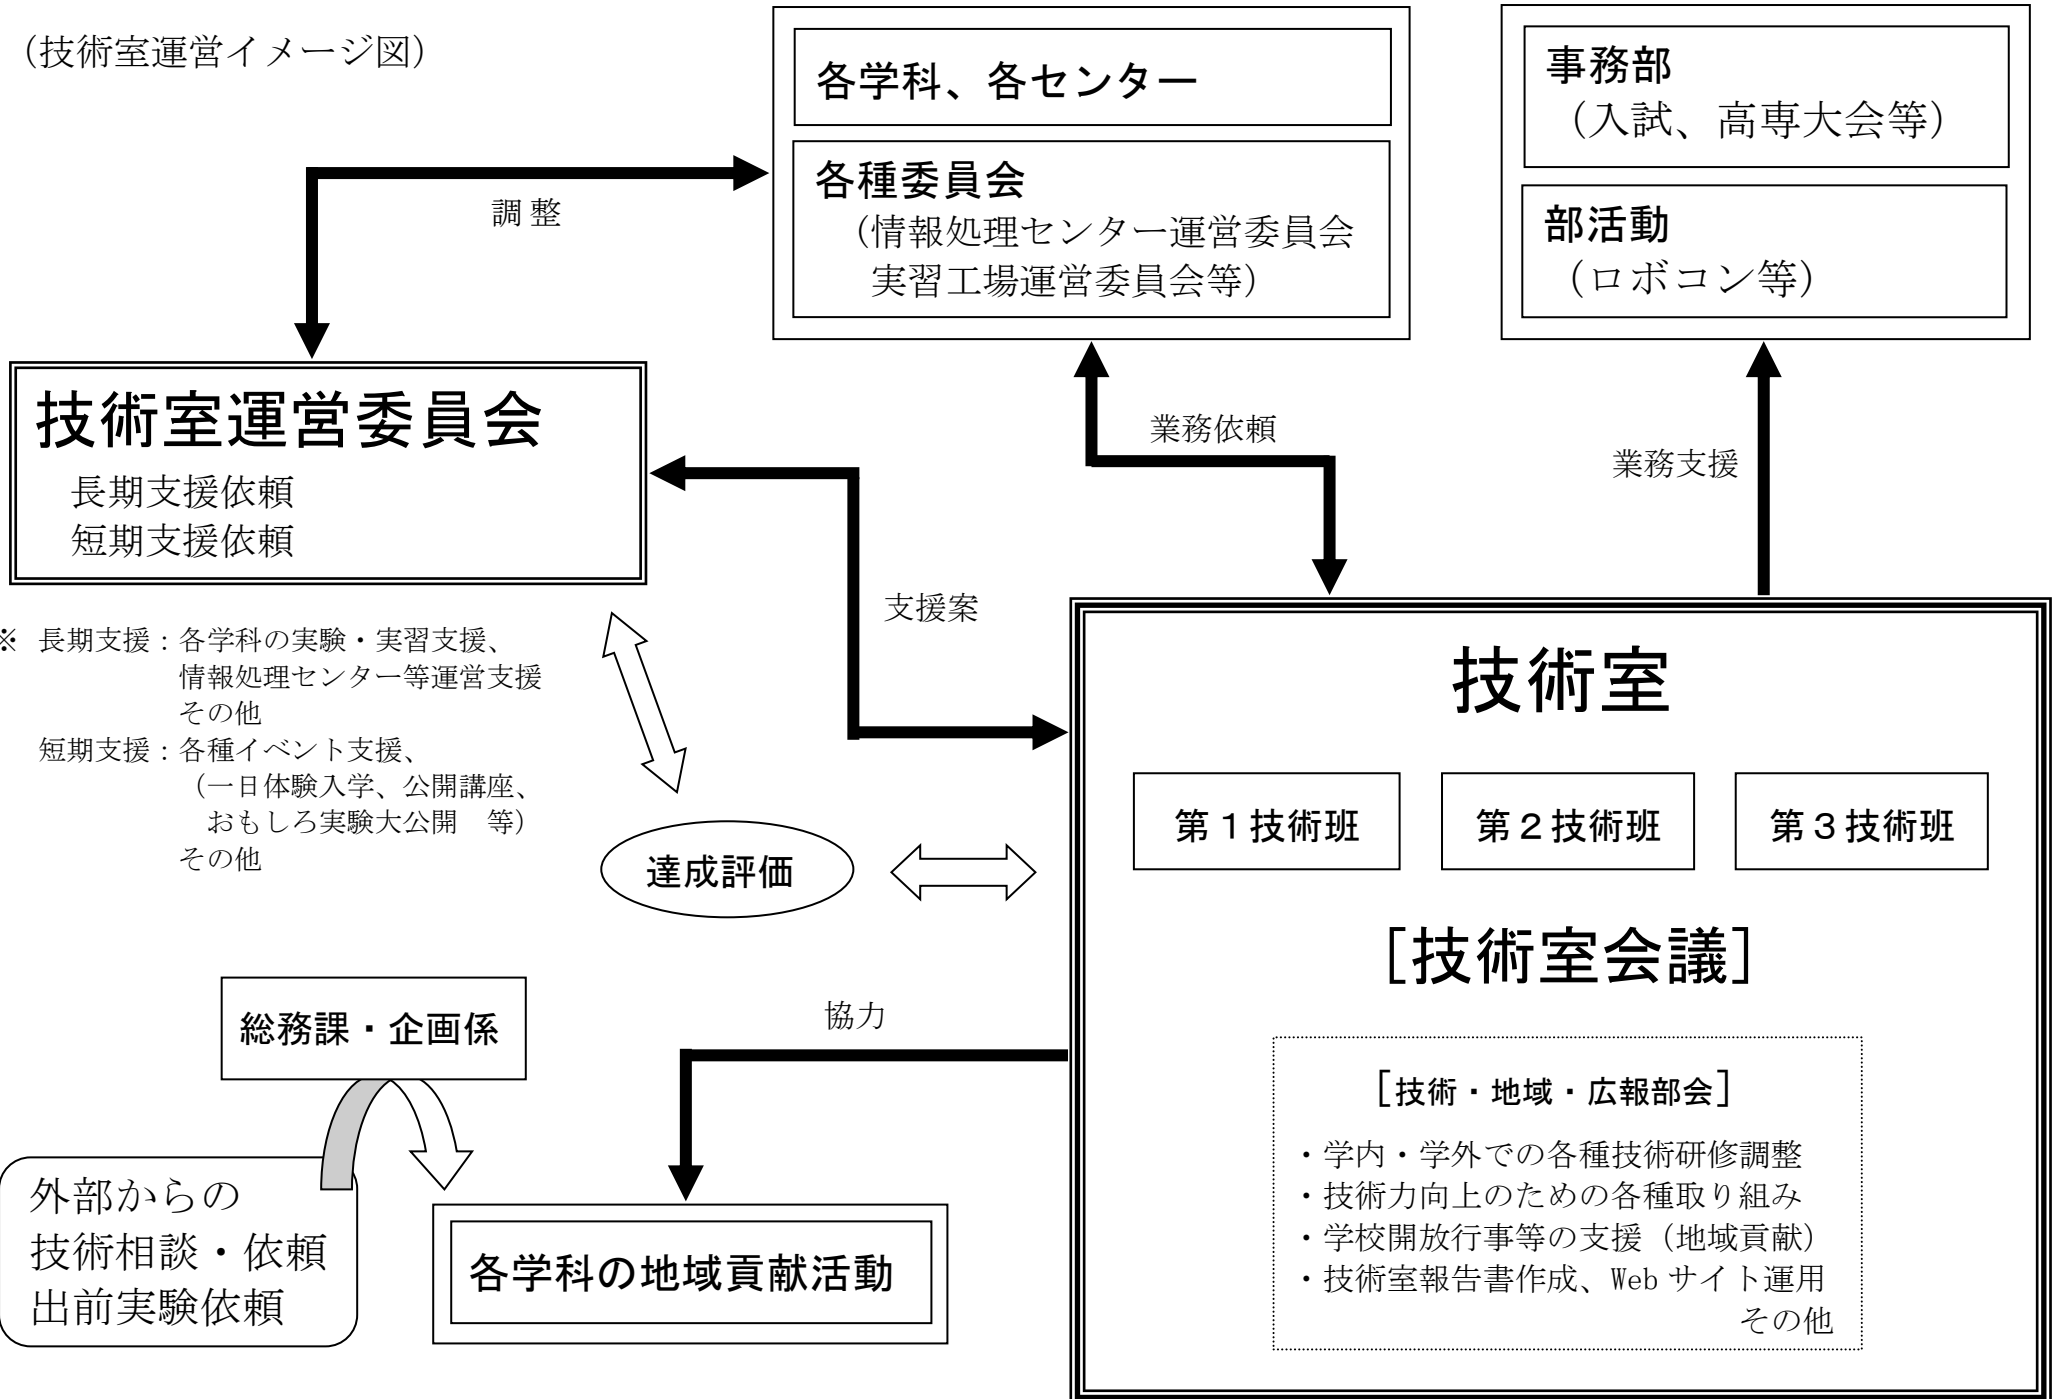 （技術室運営イメージ図）
各学科、各センター
各種委員会
（情報処理センター運営委員会
実習工場運営委員会等）
事務部
（入試、高専大会等）
部活動
（ロボコン等）
調整
技術室運営委員会
長期支援依頼
短期支援依頼
業務依頼
業務支援
支援案
※ 長期支援：各学科の実験・実習支援、
情報処理センター等運営支援
その他
短期支援：各種イベント支援、
（一日体験入学、公開講座、
おもしろ実験大公開　等）
その他
達成評価
技術室
第１技術班
第２技術班
第３技術班
［技術室会議］
［技術・地域・広報部会］
・学内・学外での各種技術研修調整
・技術力向上のための各種取り組み
・学校開放行事等の支援（地域貢献）
・技術室報告書作成、Web サイト運用
その他
総務課・企画係
協力
外部からの
技術相談・依頼
出前実験依頼
各学科の地域貢献活動